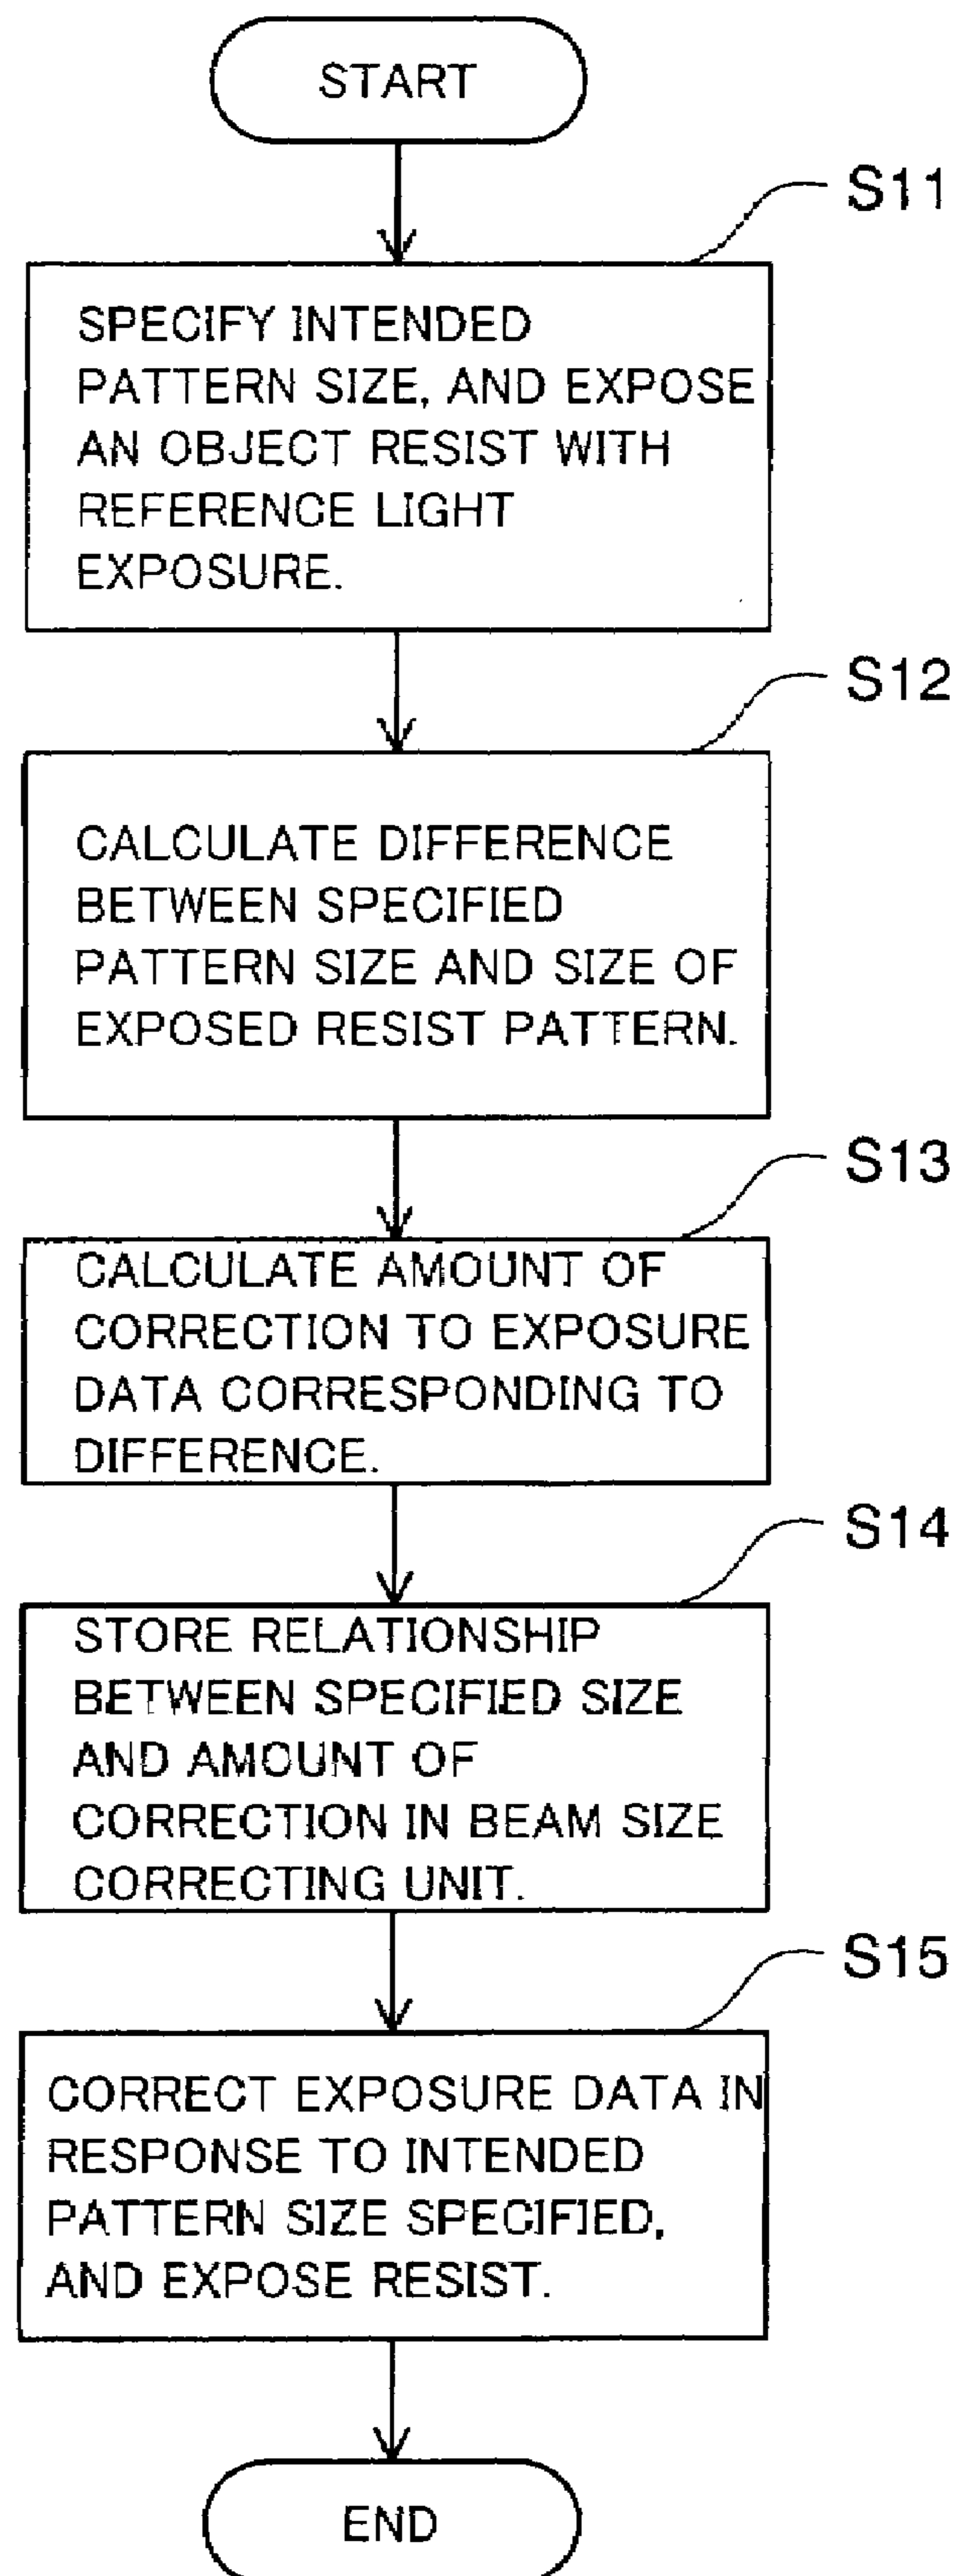 START
S11
SPECIFY INTENDED
PATTERN SIZE, AND EXPOSE
AN OBJECT RESIST WITH
REFERENCE LIGHT
EXPOSURE.
S12
CALCULATE DIFFERENCE
BETWEEN SPECIFIED
PATTERN SIZE AND SIZE OF
EXPOSED RESIST PATTERN.
S13
CALCULATE AMOUNT OF
CORRECTION TO EXPOSURE
DATA CORRESPONDING TO
DIFFERENCE.
S14
STORE RELATIONSHIP
BETWEEN SPECIFIED SIZE
AND AMOUNT OF
CORRECTION IN BEAM SIZE
CORRECTING UNIT.
S15
CORRECT EXPOSURE DATA IN
RESPONSE TO INTENDED
PATTERN SIZE SPECIFIED,
AND EXPOSE RESIST.
END